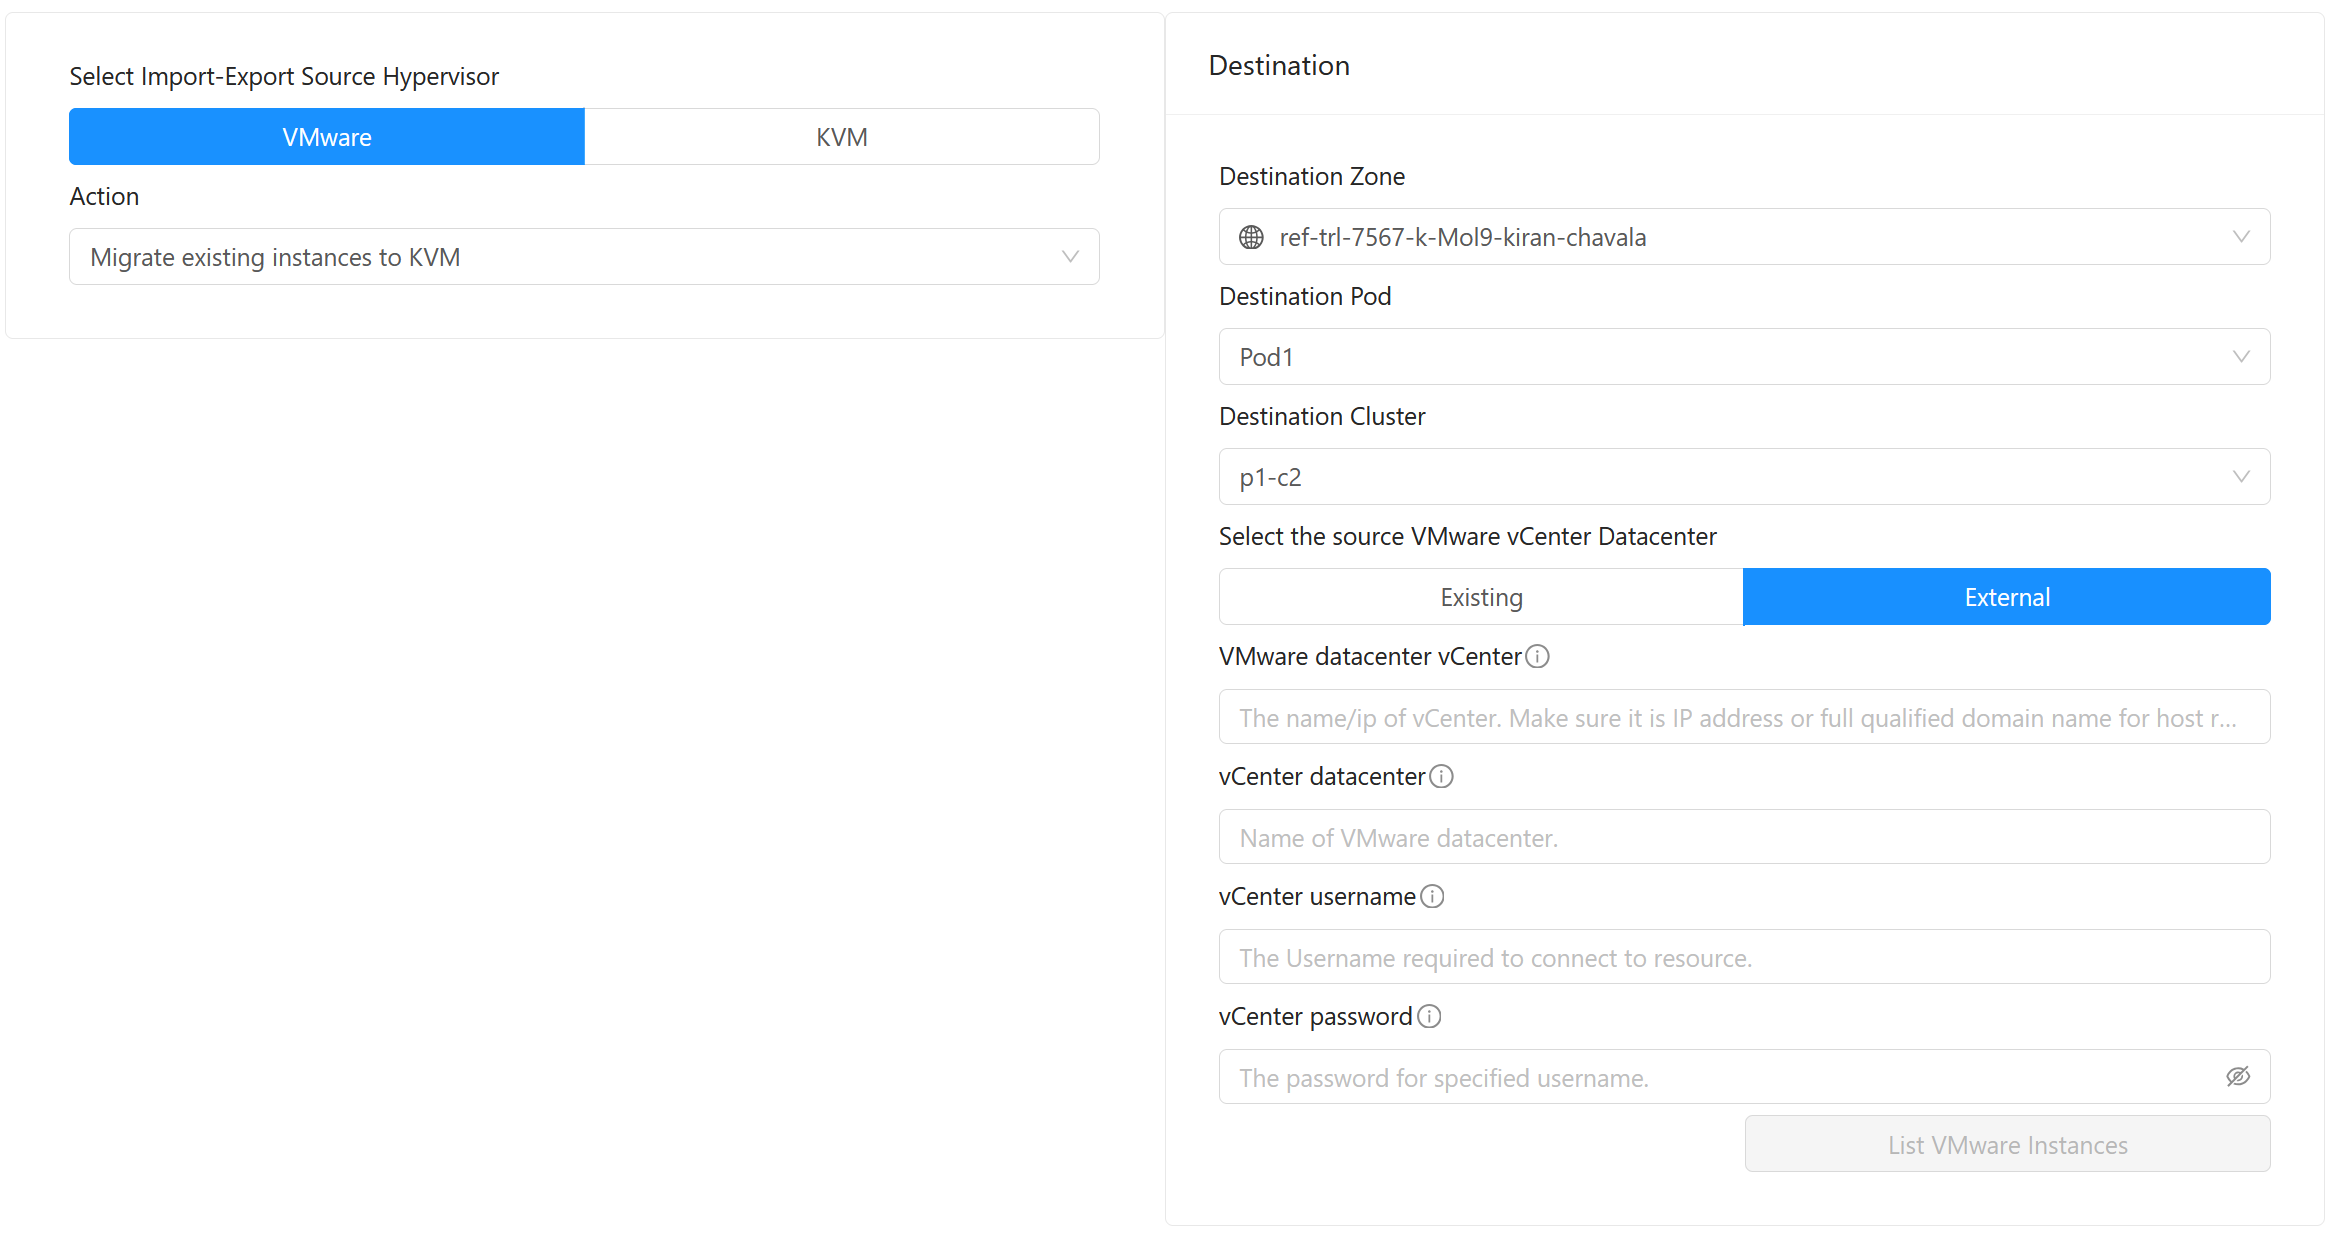 Select Import-Export Source Hypervisor
VMware
KVM
Action
Migrate existing instances to KVM
Destination
Destination Zone
ref-trl-7567-k-Mol9-kiran-chavala
Destination Pod
Pod1
Destination Cluster
p1-c2
Select the source VMware vCenter Datacenter
Existing
External
VMware datacenter vCenter
The name/ip of vCenter. Make sure it is IP address or full qualified domain name for host r...
vCenter datacenter
Name of VMware datacenter.
vCenter username
The Username required to connect to resource.
vCenter password
The password for specified username.
List VMware Instances